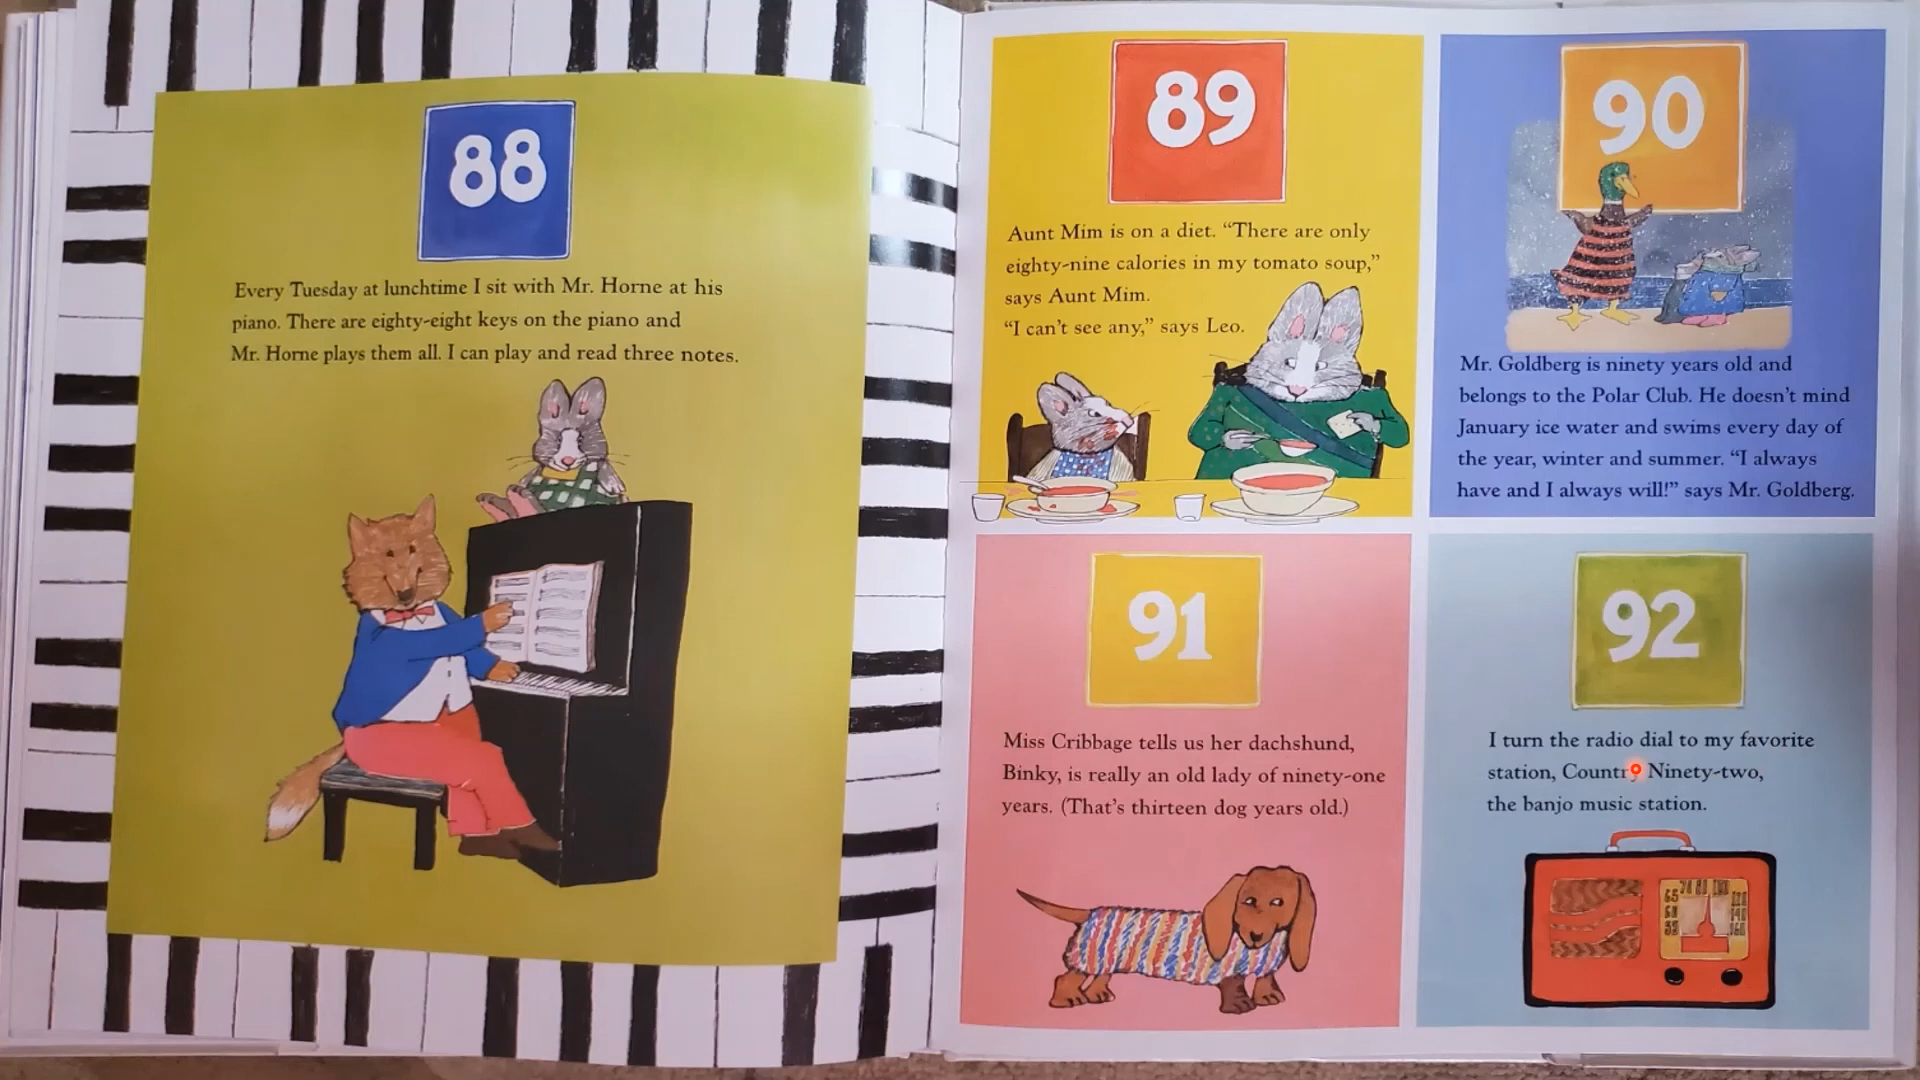 88
Every Tuesday at lunchtime I sit with Mr. Horne at his
piano. There are eighty-eight keys on the piano and
Mr. Horne plays them all. I can play and read three notes.
89
Aunt Mim is on a diet. “There are only
eighty-nine calories in my tomato soup,”
says Aunt Mim.
“I can’t see any,” says Leo.
90
Mr. Goldberg is ninety years old and
belongs to the Polar Club. He doesn’t mind
January ice water and swims every day of
the year, winter and summer. “I always
have and I always will!” says Mr. Goldberg.
91
Miss Cribbage tells us her dachshund,
Binky, is really an old lady of ninety-one
years. (That’s thirteen dog years old.)
92
I turn the radio dial to my favorite
station, Country Ninety-two,
the banjo music station.